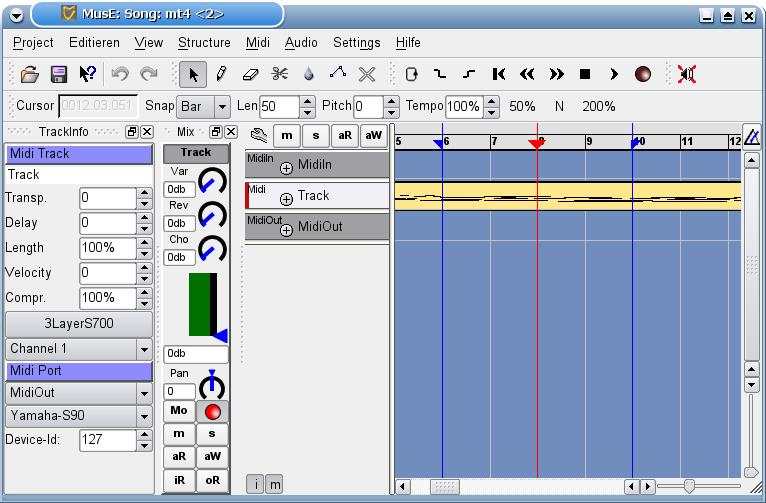 MusE: Song: mt4 <2>
Project Editieren View Structure Midi Audio Settings Hilfe
Cursor 0012.03.051 Snap Bar Len 50 Pitch 0 Tempo 100% 50% N 200%
TrackInfo
Midi Track
Track
Transp. 0
Delay 0
Length 100%
Velocity 0
Compr. 100%
3LayerS700
Channel 1
Midi Port
MidiOut
Yamaha-S90
Device-Id: 127
Mix
Track
Var
0db
Rev
0db
Cho
0db
0db
Pan
0
Mo
m s
aR aW
iR oR
m s aR aW
MidiIn MidiIn
Midi Track
MidiOut MidiOut
i m
5 6 7 8 9 10 11 12